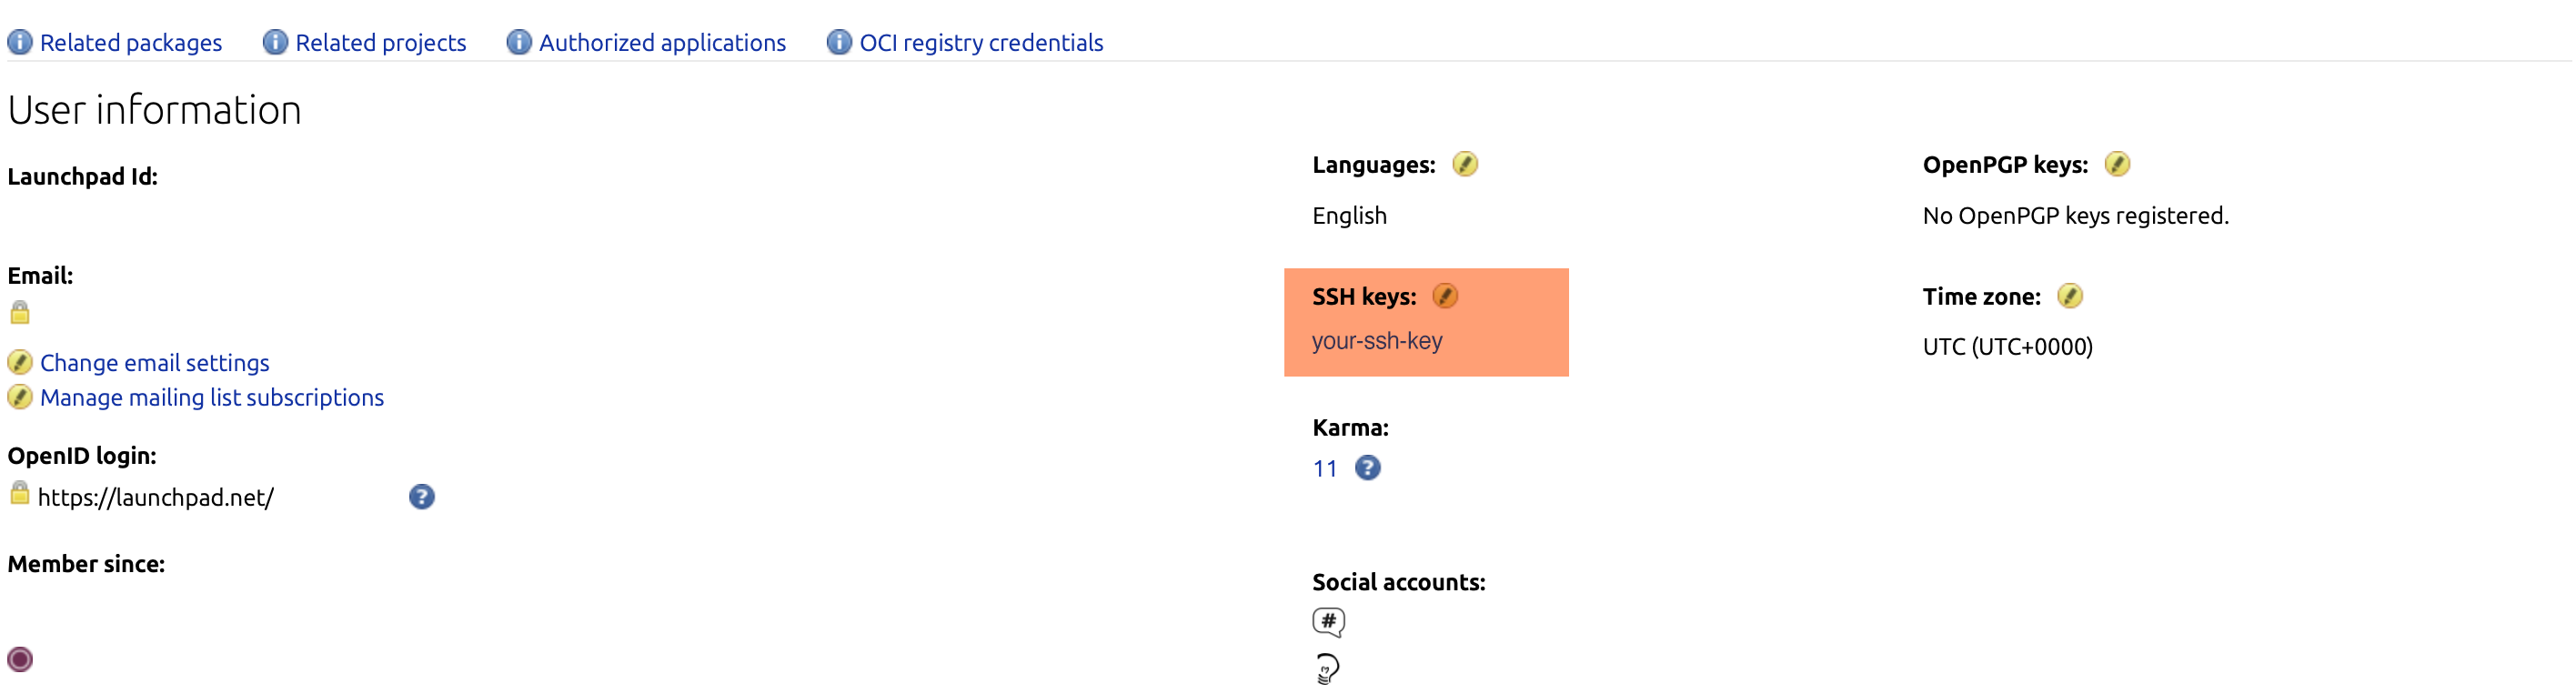 Related packages Related projects Authorized applications OCI registry credentials
User information
Launchpad Id:
Email:
Change email settings
Manage mailing list subscriptions
OpenID login:
https://launchpad.net/
Member since:
Languages:
English
SSH keys:
your-ssh-key
Karma:
11
Social accounts:
OpenPGP keys:
No OpenPGP keys registered.
Time zone:
UTC (UTC+0000)